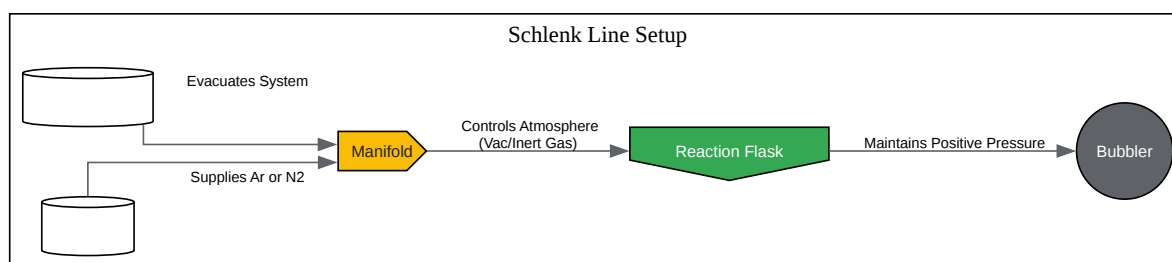 Schlenk Line Setup
Evacuates System
Manifold
Controls Atmosphere
(Vac/Inert Gas)
Reaction Flask
Maintains Positive Pressure
Bubbler
Supplies Ar or N2